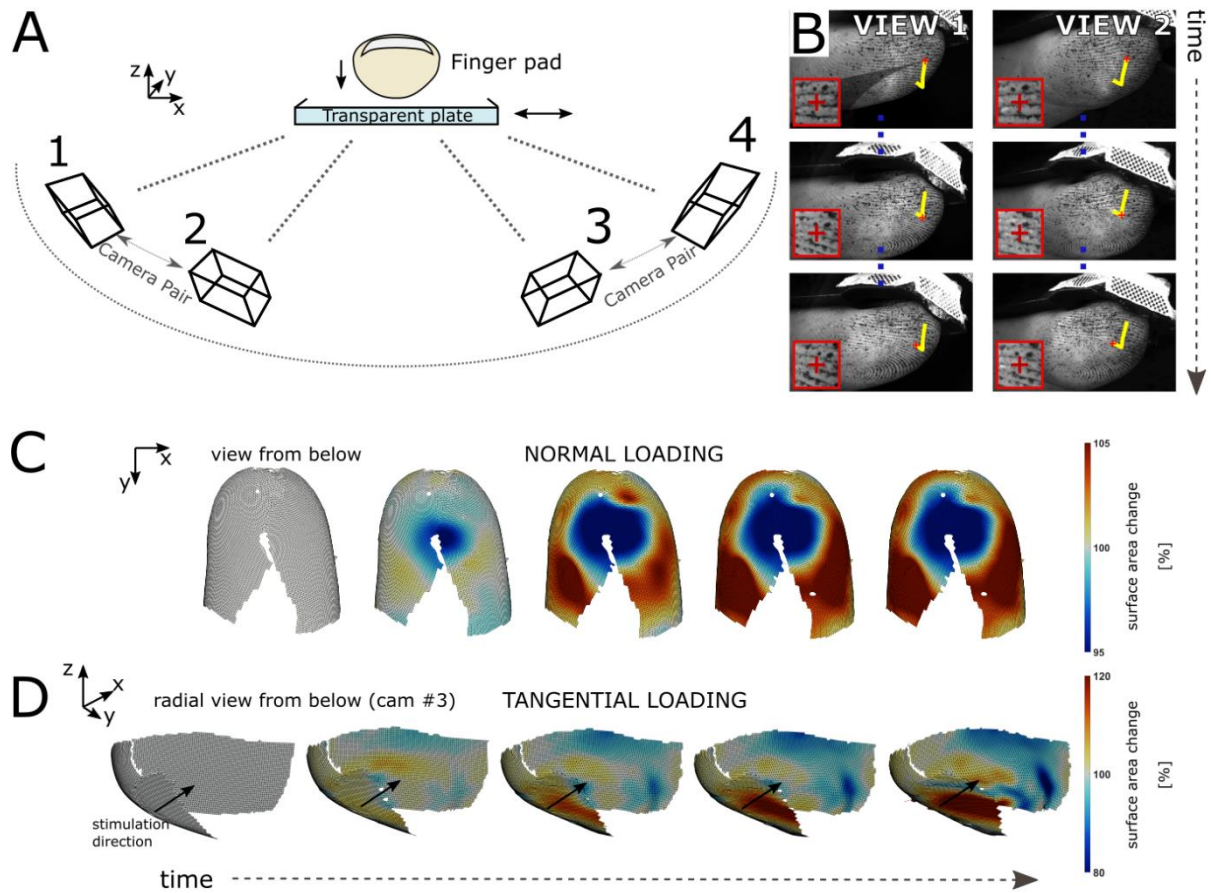 A
z
y
x
Finger pad
Transparent plate
1
2
3
4
Camera Pair
Camera Pair
B
VIEW 1
VIEW 2
time
C
x
y
view from below
NORMAL LOADING
105
100
95
surface area change
[%]
D
z
x
y
radial view from below (cam #3)
TANGENTIAL LOADING
stimulation
direction
120
100
80
surface area change
[%]
time